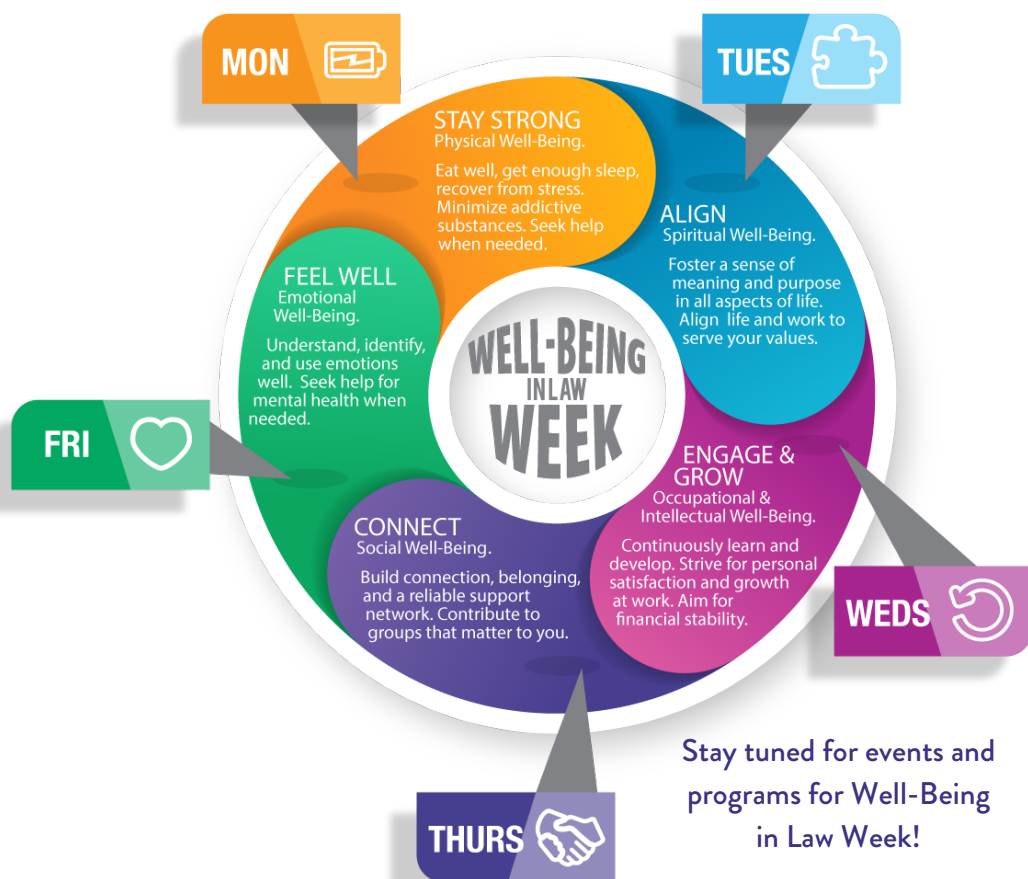 MON
STAY STRONG
Physical Well-Being.
Eat well, get enough sleep,
recover from stress.
Minimize addictive
substances. Seek help
when needed.
TUES
ALIGN
Spiritual Well-Being.
Foster a sense of
meaning and purpose
in all aspects of life.
Align life and work to
serve your values.
WELL-BEING
IN LAW
WEEK
FEEL WELL
Emotional
Well-Being.
Understand, identify,
and use emotions
well. Seek help for
mental health when
needed.
FRI
ENGAGE &
GROW
Occupational &
Intellectual Well-Being.
Continuously learn and
develop. Strive for personal
satisfaction and growth
at work. Aim for
financial stability.
WEDS
CONNECT
Social Well-Being.
Build connection, belonging,
and a reliable support
network. Contribute to
groups that matter to you.
THURS
Stay tuned for events and
programs for Well-Being
in Law Week!